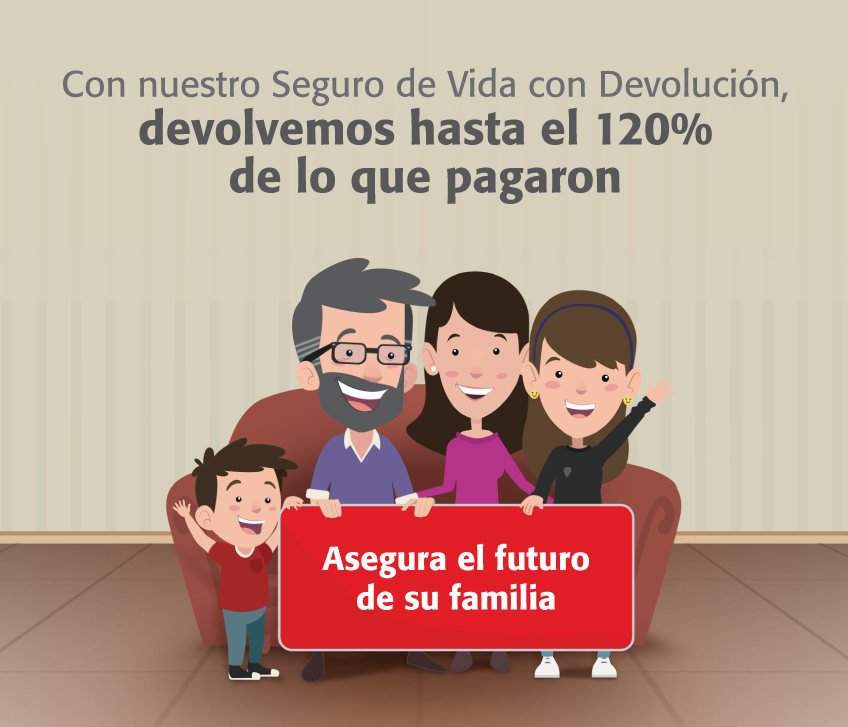 Con nuestro Seguro de Vida con Devolución,
devolvemos hasta el 120%
de lo que pagaron
Asegura el futuro
de su familia